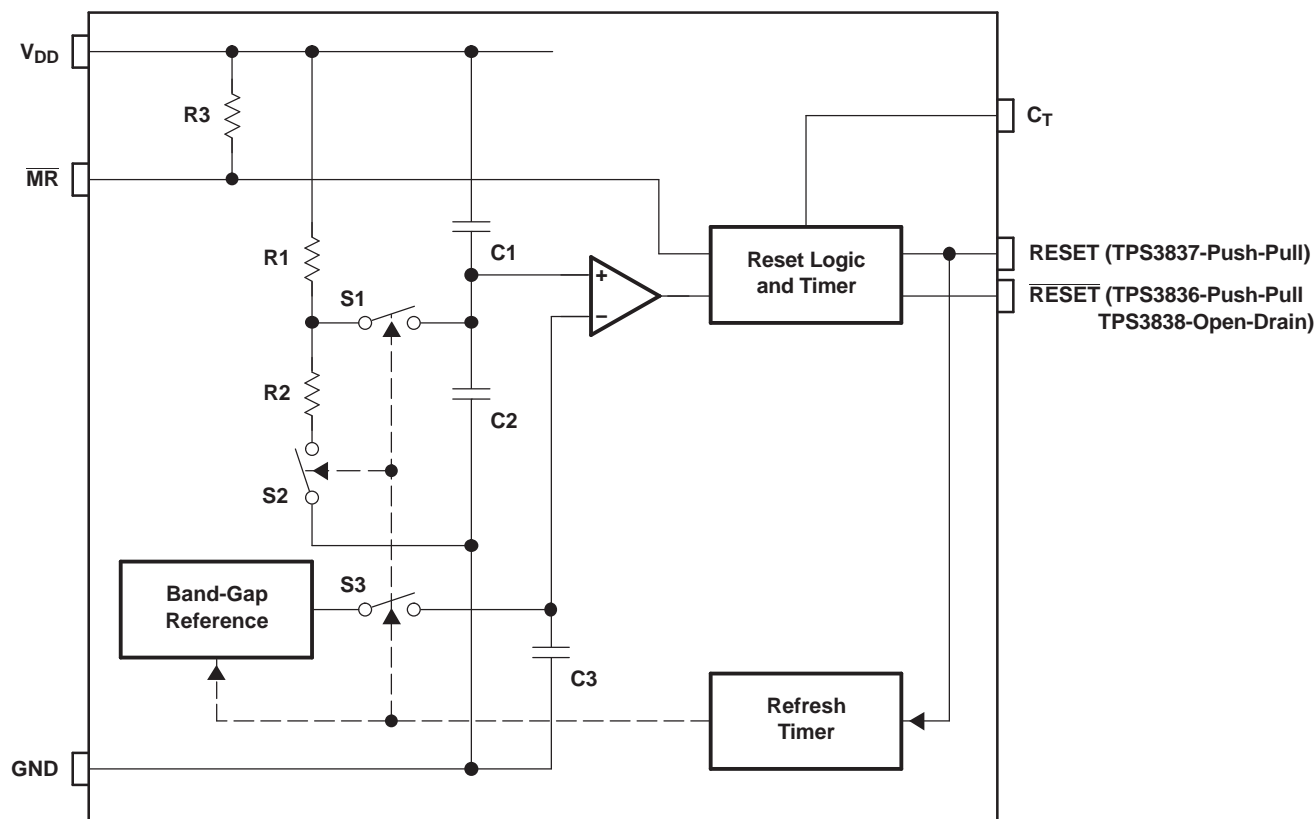 VDD
R3
CT
MR
R1
C1
S1
+
−
Reset Logic
and Timer
RESET (TPS3837-Push-Pull)
RESET (TPS3836-Push-Pull
TPS3838-Open-Drain)
R2
C2
S2
Band-Gap
Reference
S3
C3
Refresh
Timer
GND